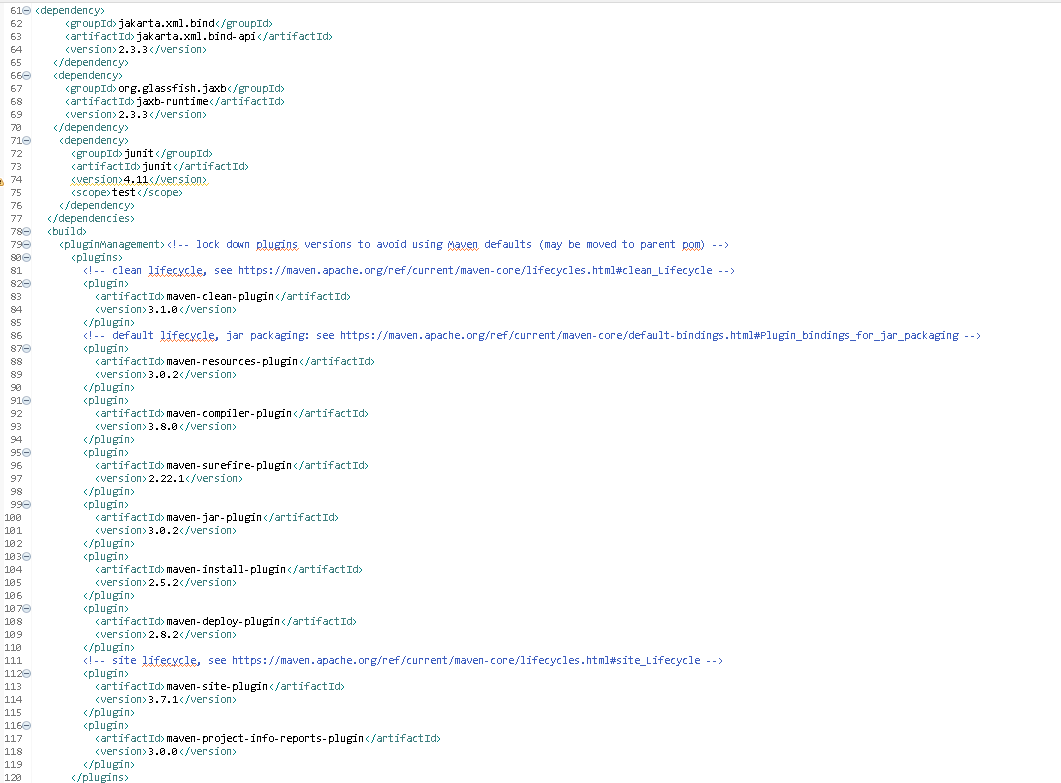 61 <dependency>
62 <groupId>jakarta.xml.bind</groupId>
63 <artifactId>jakarta.xml.bind-api</artifactId>
64 <version>2.3.3</version>
65 </dependency>
66 <dependency>
67 <groupId>org.glassfish.jaxb</groupId>
68 <artifactId>jaxb-runtime</artifactId>
69 <version>2.3.3</version>
70 </dependency>
71 <dependency>
72 <groupId>junit</groupId>
73 <artifactId>junit</artifactId>
74 <version>4.11</version>
75 <scope>test</scope>
76 </dependency>
77 </dependencies>
78 <build>
79 <pluginManagement><!-- lock down plugins versions to avoid using Maven defaults (may be moved to parent pom) -->
80 <plugins>
81 <!-- clean lifecycle, see https://maven.apache.org/ref/current/maven-core/lifecycles.html#clean_Lifecycle -->
82 <plugin>
83 <artifactId>maven-clean-plugin</artifactId>
84 <version>3.1.0</version>
85 </plugin>
86 <!-- default lifecycle, jar packaging: see https://maven.apache.org/ref/current/maven-core/default-bindings.html#Plugin_bindings_for_jar_packaging -->
87 <plugin>
88 <artifactId>maven-resources-plugin</artifactId>
89 <version>3.0.2</version>
90 </plugin>
91 <plugin>
92 <artifactId>maven-compiler-plugin</artifactId>
93 <version>3.8.0</version>
94 </plugin>
95 <plugin>
96 <artifactId>maven-surefire-plugin</artifactId>
97 <version>2.22.1</version>
98 </plugin>
99 <plugin>
100 <artifactId>maven-jar-plugin</artifactId>
101 <version>3.0.2</version>
102 </plugin>
103 <plugin>
104 <artifactId>maven-install-plugin</artifactId>
105 <version>2.5.2</version>
106 </plugin>
107 <plugin>
108 <artifactId>maven-deploy-plugin</artifactId>
109 <version>2.8.2</version>
110 </plugin>
111 <!-- site lifecycle, see https://maven.apache.org/ref/current/maven-core/lifecycles.html#site_Lifecycle -->
112 <plugin>
113 <artifactId>maven-site-plugin</artifactId>
114 <version>3.7.1</version>
115 </plugin>
116 <plugin>
117 <artifactId>maven-project-info-reports-plugin</artifactId>
118 <version>3.0.0</version>
119 </plugin>
120 </plugins>